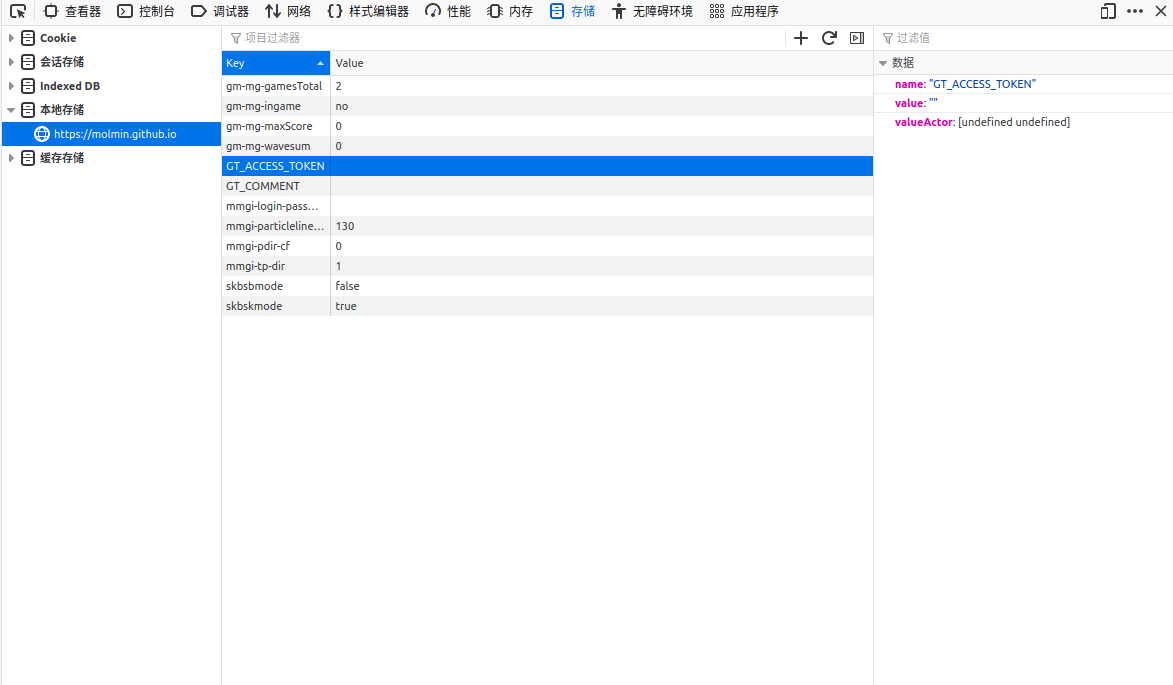 查看器 控制台 调试器 网络 样式编辑器 性能 内存 存储 无障碍环境 应用程序
Cookie
会话存储
Indexed DB
本地存储
https://molmin.github.io
缓存存储
项目过滤器
Key Value
gm-mg-gamesTotal 2
gm-mg-ingame no
gm-mg-maxScore 0
gm-mg-wavesum 0
GT_ACCESS_TOKEN
GT_COMMENT
mmgi-login-pass…
mmgi-particleline… 130
mmgi-pdir-cf 0
mmgi-tp-dir 1
skbsbmode false
skbskmode true
过滤值
数据
name: "GT_ACCESS_TOKEN"
value: ""
valueActor: [undefined undefined]